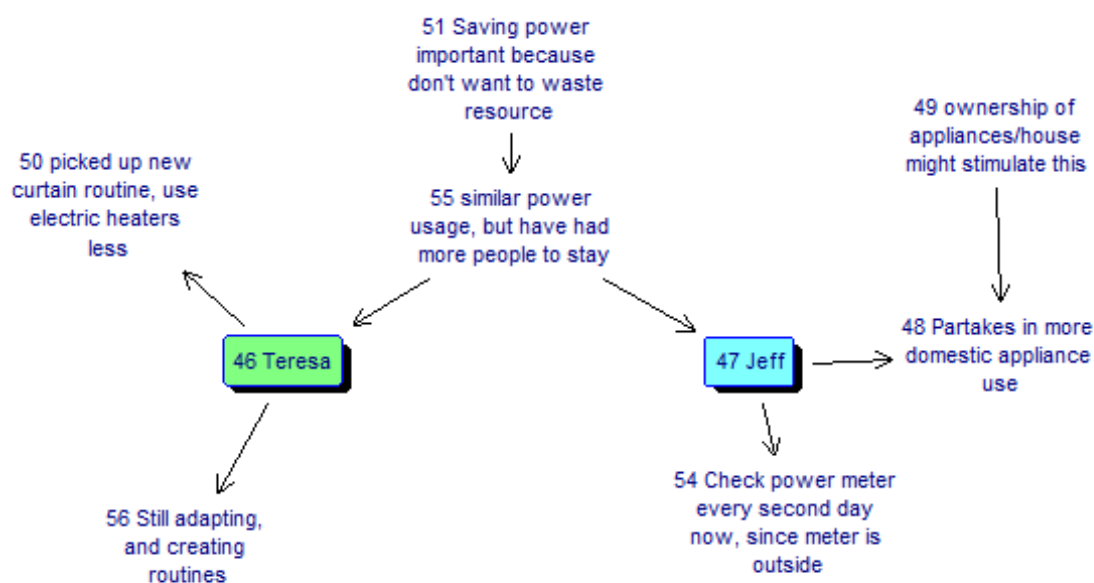 51 Saving power
important because
don't want to waste
resource
49 ownership of
appliances/house
might stimulate this
50 picked up new
curtain routine, use
electric heaters
less
55 similar power
usage, but have had
more people to stay
46 Teresa
47 Jeff
48 Partakes in more
domestic appliance
use
54 Check power meter
every second day
now, since meter is
outside
56 Still adapting,
and creating
routines